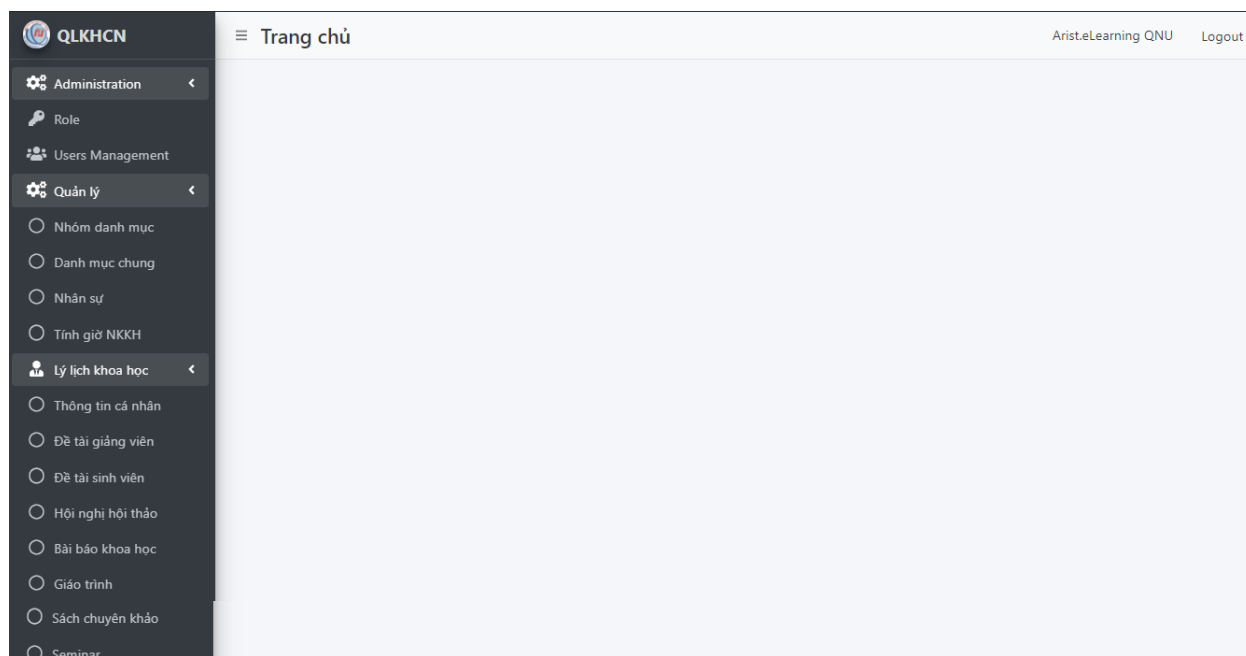 QLKHCN
Trang chủ
Arist.eLearning QNU
Logout
Administration
Role
Users Management
Quản lý
Nhóm danh mục
Danh mục chung
Nhân sự
Tính giờ NKKH
Lý lịch khoa học
Thông tin cá nhân
Đề tài giảng viên
Đề tài sinh viên
Hội nghị hội thảo
Bài báo khoa học
Giáo trình
Sách chuyên khảo
Seminar